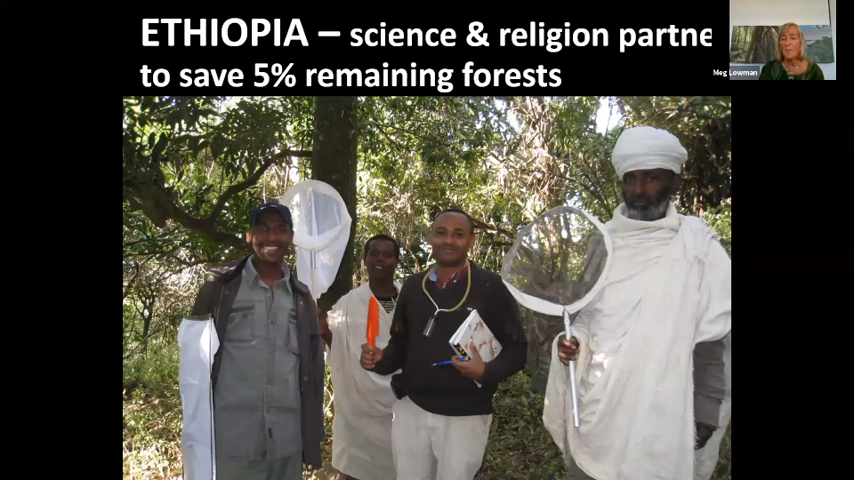 ETHIOPIA – science & religion partne
to save 5% remaining forests
Meg Lowman